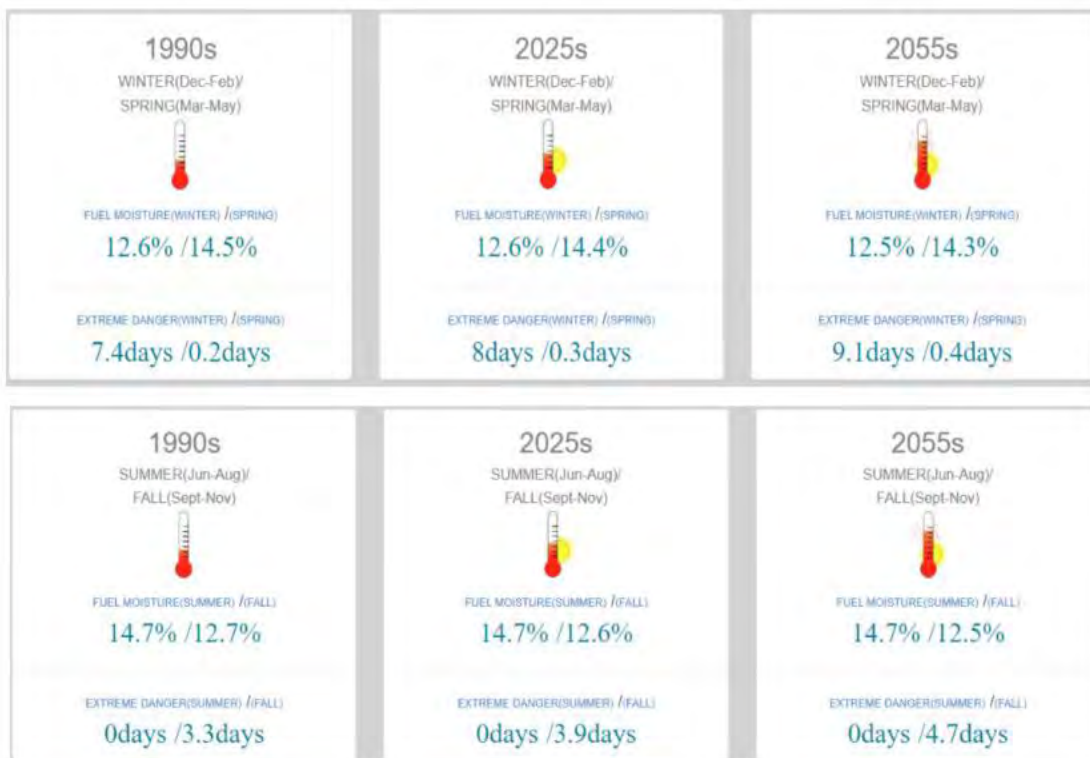 1990s
WINTER(Dec-Feb)/
SPRING(Mar-May)
FUEL MOISTURE(WINTER) /(SPRING)
12.6% /14.5%
EXTREME DANGER(WINTER) /(SPRING)
7.4days /0.2days
2025s
WINTER(Dec-Feb)/
SPRING(Mar-May)
FUEL MOISTURE(WINTER) /(SPRING)
12.6% /14.4%
EXTREME DANGER(WINTER) /(SPRING)
8days /0.3days
2055s
WINTER(Dec-Feb)/
SPRING(Mar-May)
FUEL MOISTURE(WINTER) /(SPRING)
12.5% /14.3%
EXTREME DANGER(WINTER) /(SPRING)
9.1days /0.4days
1990s
SUMMER(Jun-Aug)/
FALL(Sept-Nov)
FUEL MOISTURE(SUMMER) /(FALL)
14.7% /12.7%
EXTREME DANGER(SUMMER) /(FALL)
0days /3.3days
2025s
SUMMER(Jun-Aug)/
FALL(Sept-Nov)
FUEL MOISTURE(SUMMER) /(FALL)
14.7% /12.6%
EXTREME DANGER(SUMMER) /(FALL)
0days /3.9days
2055s
SUMMER(Jun-Aug)/
FALL(Sept-Nov)
FUEL MOISTURE(SUMMER) /(FALL)
14.7% /12.5%
EXTREME DANGER(SUMMER) /(FALL)
0days /4.7days